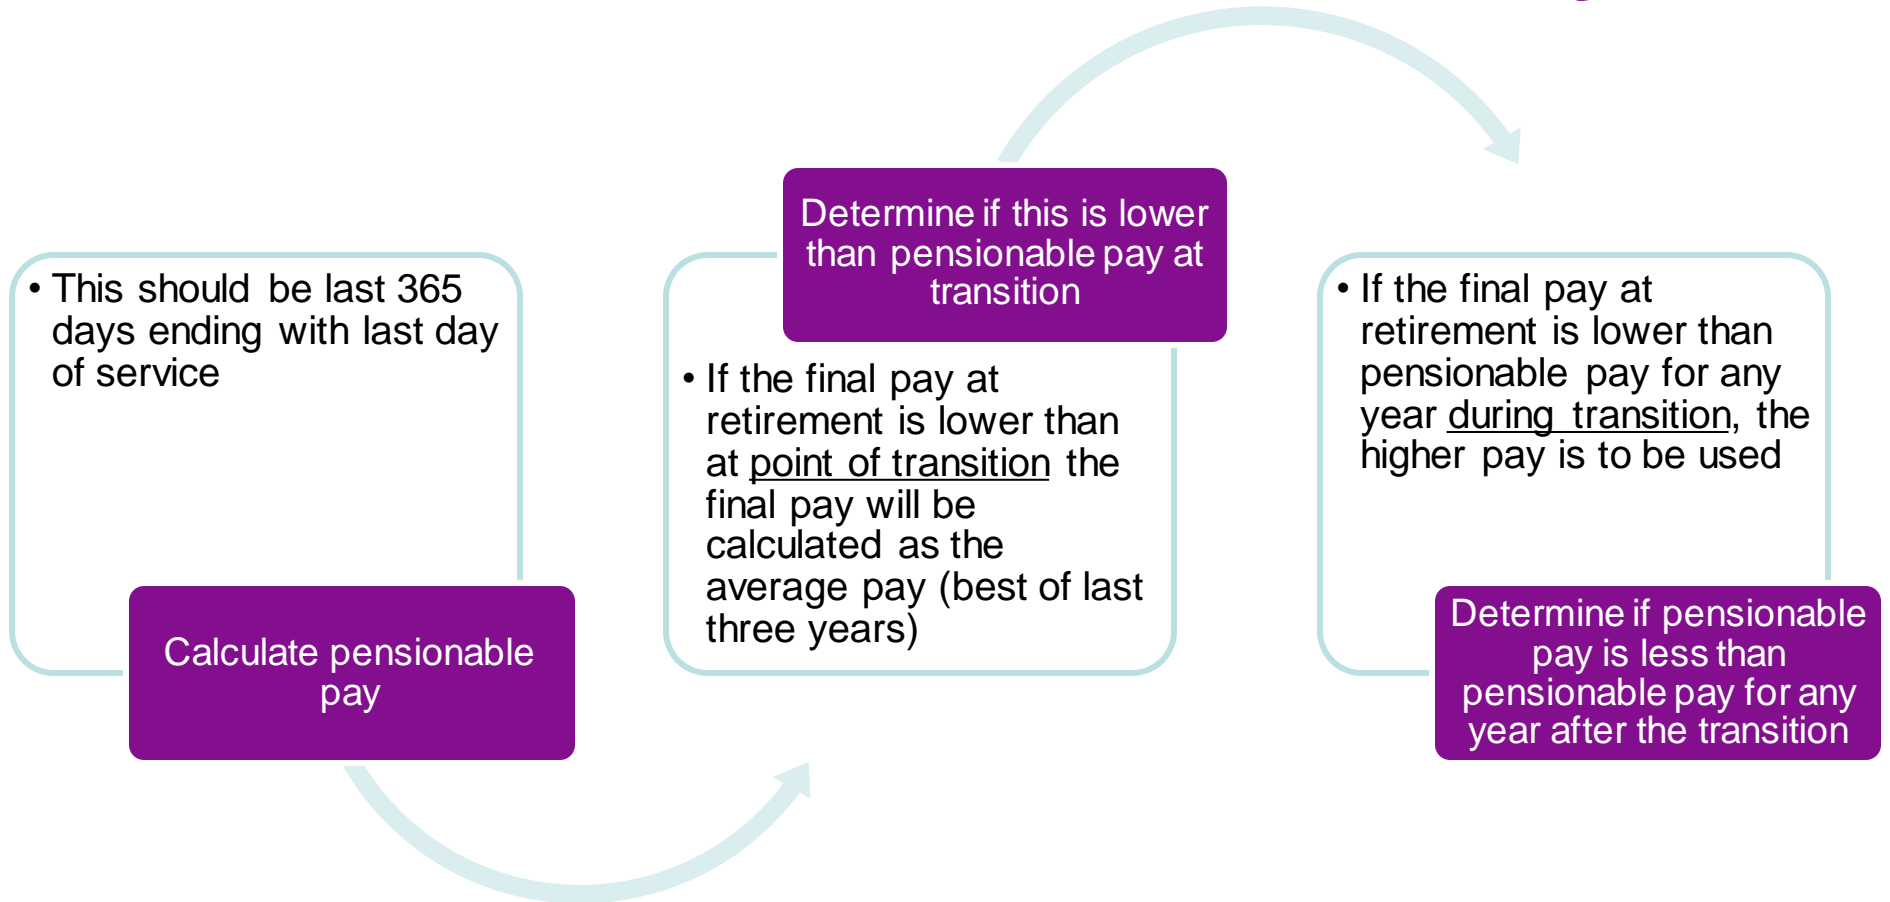 • This should be last 365
days ending with last day
of service
Calculate pensionable
pay
Determine if this is lower
than pensionable pay at
transition
• If the final pay at
retirement is lower than
at point of transition the
final pay will be
calculated as the
average pay (best of last
three years)
• If the final pay at
retirement is lower than
pensionable pay for any
year during transition, the
higher pay is to be used
Determine if pensionable
pay is less than
pensionable pay for any
year after the transition